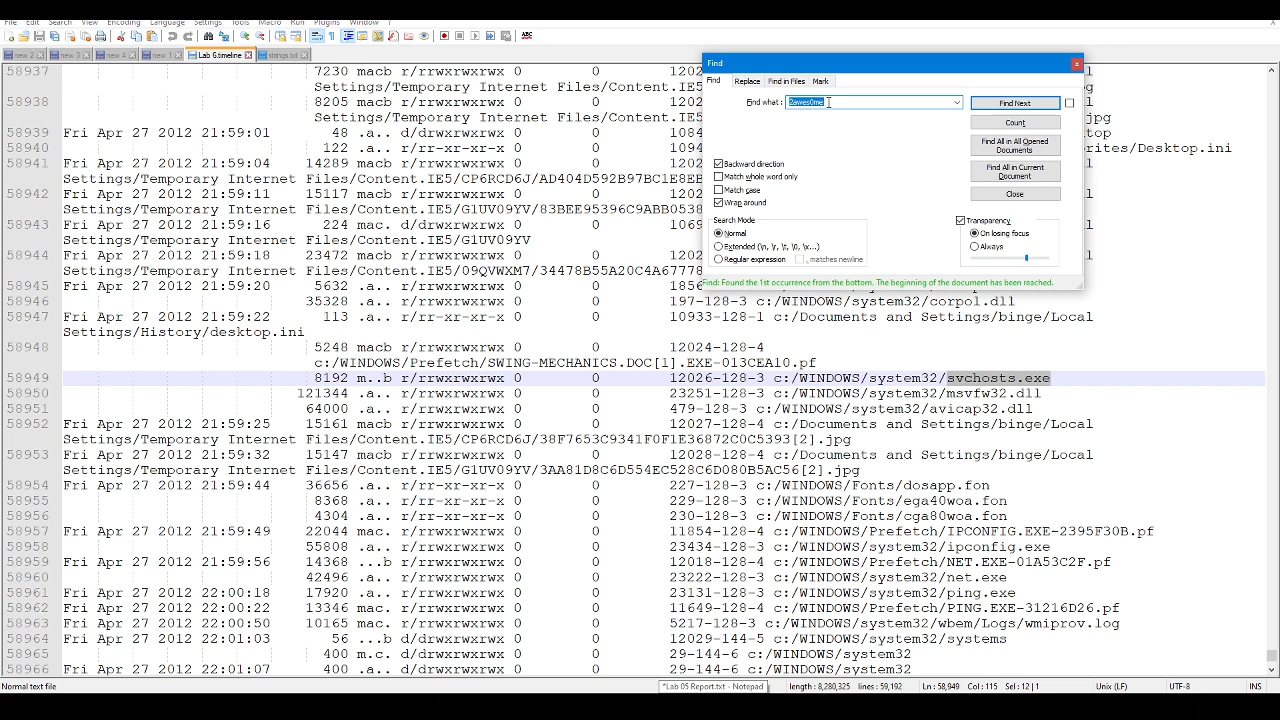 File Edit Search View Encoding Language Settings Tools Macro Run Plugins Window ?
new 2 new 3 new 4 new 1 Lab 6.timeline strings.txt
Find
Find Replace Find in Files Mark
Find what : 2awes0me
Find Next
Count
Find All in All Opened Documents
Find All in Current Document
Close
Backward direction
Match whole word only
Match case
Wrap around
Search Mode
Normal
Extended (\n, \r, \t, \0, \x...)
Regular expression . matches newline
Transparency
On losing focus
Always
Find: Found the 1st occurrence from the bottom. The beginning of the document has been reached.
58937 7230 macb r/rrwxrwxrwx 0 0 1202
Settings/Temporary Internet Files/Content.IE5/
58938 8205 macb r/rrwxrwxrwx 0 0 1202
Settings/Temporary Internet Files/Content.IE5/ .jpg
58939 Fri Apr 27 2012 21:59:01 48 .a.. d/drwxrwxrwx 0 0 1084 top
58940 122 .a.. r/rrwxrwxrwx 0 0 1094 rites/Desktop.ini
58941 Fri Apr 27 2012 21:59:04 14289 macb r/rrwxrwxrwx 0 0 1202
Settings/Temporary Internet Files/Content.IE5/CP6RCD6J/AD404D592B97BC1E8EB
58942 Fri Apr 27 2012 21:59:11 15117 macb r/rrwxrwxrwx 0 0 1202
Settings/Temporary Internet Files/Content.IE5/G1UV09YV/83BEE95396C9ABB0538
58943 Fri Apr 27 2012 21:59:16 224 mac. d/drwxrwxrwx 0 0 1202
Settings/Temporary Internet Files/Content.IE5/G1UV09YV
58944 Fri Apr 27 2012 21:59:18 15244 macb r/rrwxrwxrwx 0 0 1202
Settings/Temporary Internet Files/Content.IE5/09QVWXM7/34478B55A20C4A67778
58945 Fri Apr 27 2012 21:59:20 5632 .a.. r/rr-xr-xr-x 0 0
58946 35328 .a.. r/rr-xr-xr-x 0 0 197-128-3 c:/WINDOWS/system32/corpol.dll
58947 Fri Apr 27 2012 21:59:22 113 .a.. r/rr-xr-xr-x 0 0 10933-128-1 c:/Documents and Settings/binge/Local
Settings/History/desktop.ini
58948 5248 macb r/rrwxrwxrwx 0 0 12024-128-4
c:/WINDOWS/Prefetch/SWING-MECHANICS.DOC[1].EXE-013CEA10.pf
58949 8192 m..b r/rrwxrwxrwx 0 0 12026-128-3 c:/WINDOWS/system32/svchosts.exe
58950 121344 .a.. r/rrwxrwxrwx 0 0 23251-128-3 c:/WINDOWS/system32/msvfw32.dll
58951 64000 .a.. r/rr-xr-xr-x 0 0 479-128-3 c:/WINDOWS/system32/avicap32.dll
58952 Fri Apr 27 2012 21:59:25 15161 macb r/rrwxrwxrwx 0 0 12027-128-4 c:/Documents and Settings/binge/Local
Settings/Temporary Internet Files/Content.IE5/CP6RCD6J/38F7653C9341F0F1E36872C0C5393[2].jpg
58953 Fri Apr 27 2012 21:59:32 15147 macb r/rrwxrwxrwx 0 0 12028-128-4 c:/Documents and Settings/binge/Local
Settings/Temporary Internet Files/Content.IE5/G1UV09YV/3AA81D8C6D554EC528C6D080B5AC56[2].jpg
58954 Fri Apr 27 2012 21:59:44 36656 .a.. r/rr-xr-xr-x 0 0 227-128-3 c:/WINDOWS/Fonts/dosapp.fon
58955 8368 .a.. r/rr-xr-xr-x 0 0 229-128-3 c:/WINDOWS/Fonts/ega40woa.fon
58956 4304 .a.. r/rr-xr-xr-x 0 0 230-128-3 c:/WINDOWS/Fonts/cga80woa.fon
58957 Fri Apr 27 2012 21:59:49 22044 mac. r/rrwxrwxrwx 0 0 11854-128-4 c:/WINDOWS/Prefetch/IPCONFIG.EXE-2395F30B.pf
58958 55808 .a.. r/rrwxrwxrwx 0 0 23434-128-3 c:/WINDOWS/system32/ipconfig.exe
58959 Fri Apr 27 2012 21:59:56 14368 ...b r/rrwxrwxrwx 0 0 12018-128-4 c:/WINDOWS/Prefetch/NET.EXE-01A53C2F.pf
58960 42496 .a.. r/rrwxrwxrwx 0 0 23222-128-3 c:/WINDOWS/system32/net.exe
58961 Fri Apr 27 2012 22:00:18 17920 .a.. r/rrwxrwxrwx 0 0 23131-128-3 c:/WINDOWS/system32/ping.exe
58962 Fri Apr 27 2012 22:00:22 13346 mac. r/rrwxrwxrwx 0 0 11649-128-4 c:/WINDOWS/Prefetch/PING.EXE-31216D26.pf
58963 Fri Apr 27 2012 22:00:50 10165 mac. r/rrwxrwxrwx 0 0 5217-128-3 c:/WINDOWS/system32/wbem/Logs/wmiprov.log
58964 Fri Apr 27 2012 22:01:03 56 ...b d/drwxrwxrwx 0 0 12029-144-5 c:/WINDOWS/system32/systems
58965 400 m.c. d/drwxrwxrwx 0 0 29-144-6 c:/WINDOWS/system32
58966 Fri Apr 27 2012 22:01:07 400 .a.. d/drwxrwxrwx 0 0 29-144-6 c:/WINDOWS/system32
Normal text file *Lab 05 Report.txt - Notepad length : 8,280,325 lines : 59,192 Ln : 58,949 Col : 115 Sel : 12 | 1 Unix (LF) UTF-8 INS